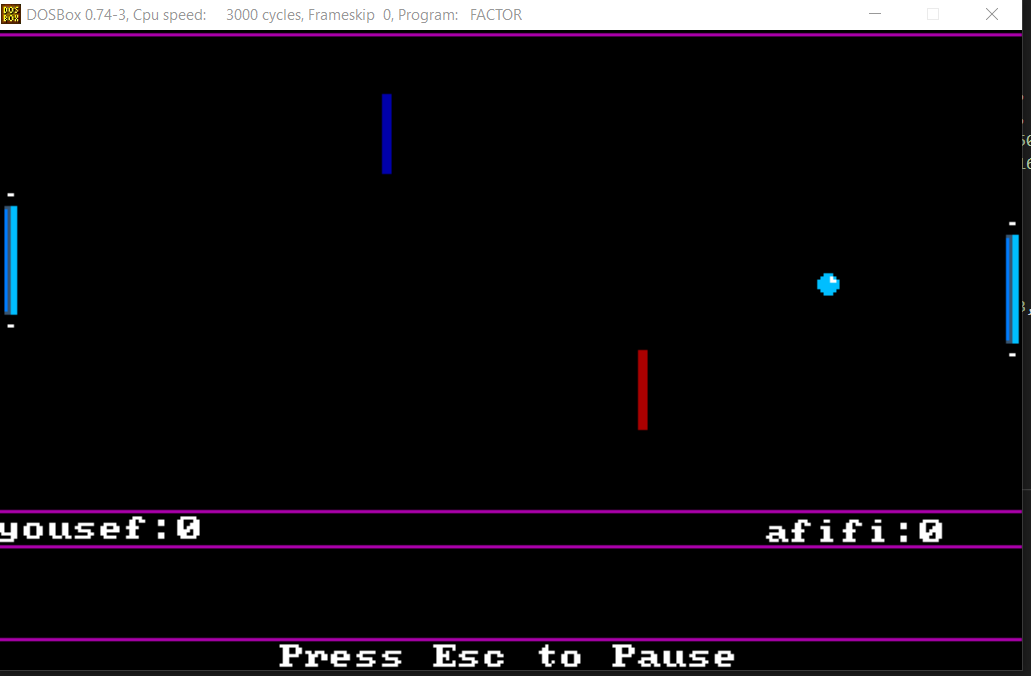 DOSBox 0.74-3, Cpu speed: 3000 cycles, Frameskip 0, Program: FACTOR
yousef:0
afifi:0
Press Esc to Pause